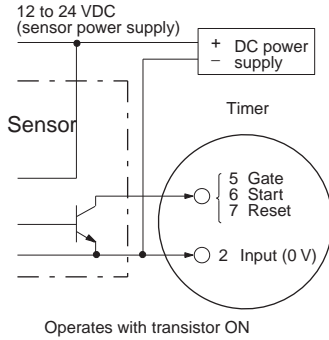 12 to 24 VDC
(sensor power supply)
+ DC power
− supply
Timer
Sensor
5 Gate
6 Start
7 Reset
2 Input (0 V)
Operates with transistor ON